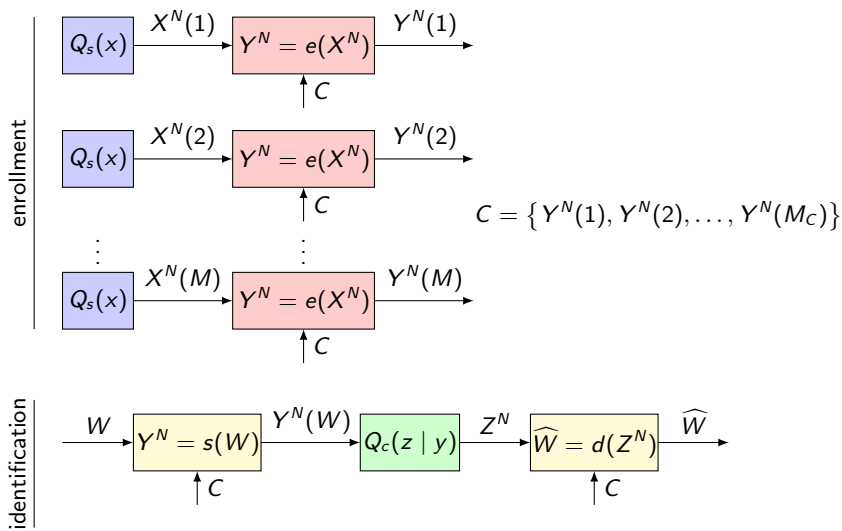 enrollment
X^N(1) Y^N(1)
Q_s(x) Y^N = e(X^N)
C
X^N(2) Y^N(2)
Q_s(x) Y^N = e(X^N)
C
C = {Y^N(1), Y^N(2), . . . , Y^N(M_C)}
⋮ ⋮
X^N(M) Y^N(M)
Q_s(x) Y^N = e(X^N)
C
identification
W Y^N(W) Z^N Ŵ
Y^N = s(W) Q_c(z | y) Ŵ = d(Z^N)
C C